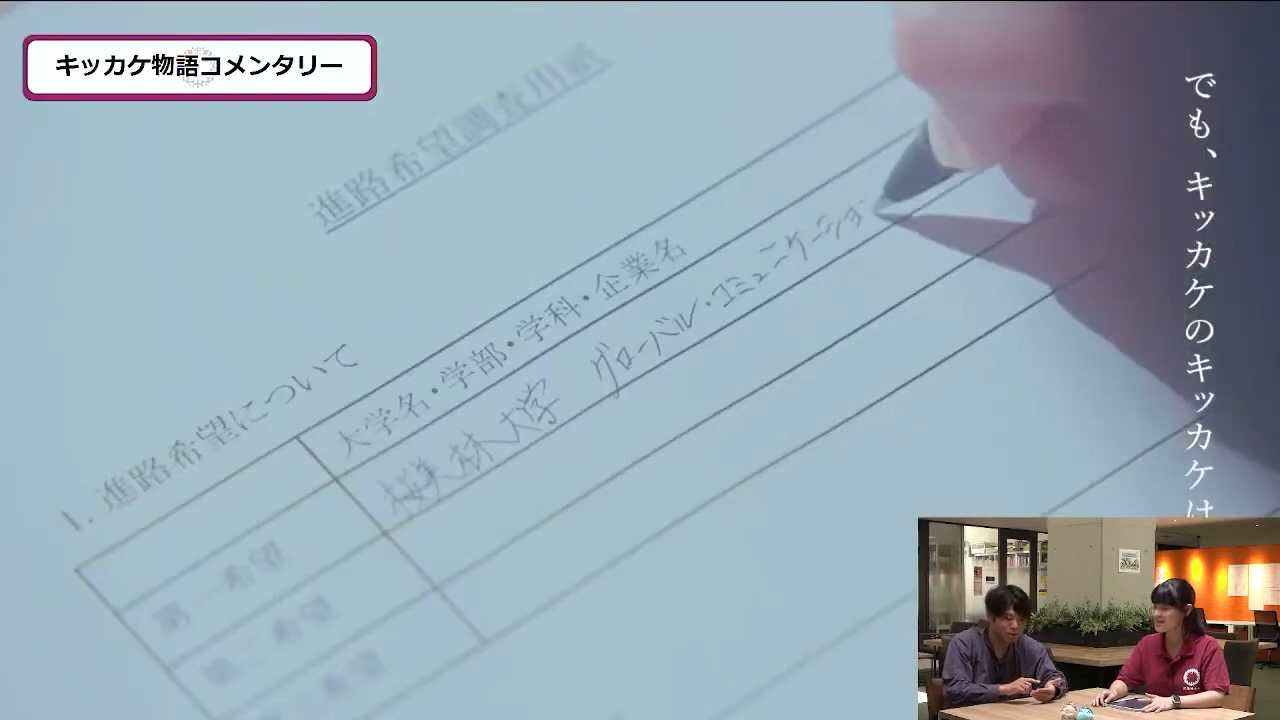 キッカケ物語コメンタリー
でも、キッカケのキッカケは
進路希望調査用紙
1. 進路希望について
大学名・学部・学科・企業名
桜美林大学 グローバル・コミュニケーショ
第一希望
第二希望
希望